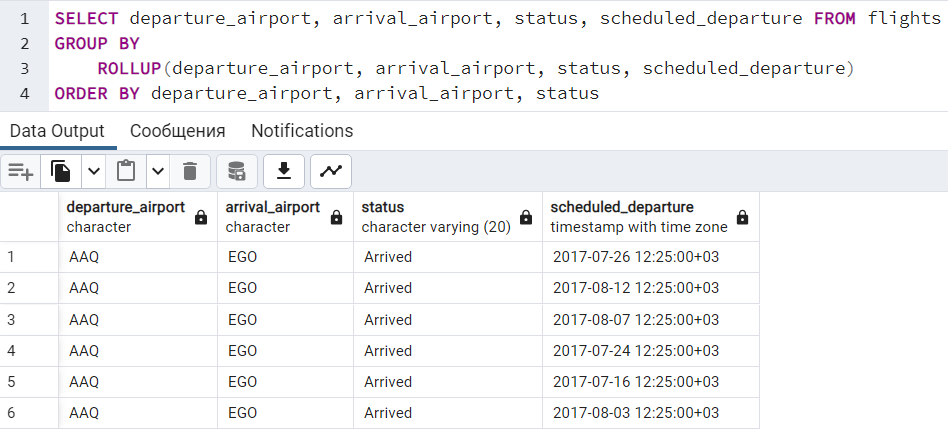 1 SELECT departure_airport, arrival_airport, status, scheduled_departure FROM flights
2 GROUP BY
3 ROLLUP(departure_airport, arrival_airport, status, scheduled_departure)
4 ORDER BY departure_airport, arrival_airport, status
Data Output Сообщения Notifications
departure_airport arrival_airport status scheduled_departure
character character character varying (20) timestamp with time zone
1 AAQ EGO Arrived 2017-07-26 12:25:00+03
2 AAQ EGO Arrived 2017-08-12 12:25:00+03
3 AAQ EGO Arrived 2017-08-07 12:25:00+03
4 AAQ EGO Arrived 2017-07-24 12:25:00+03
5 AAQ EGO Arrived 2017-07-16 12:25:00+03
6 AAQ EGO Arrived 2017-08-03 12:25:00+03